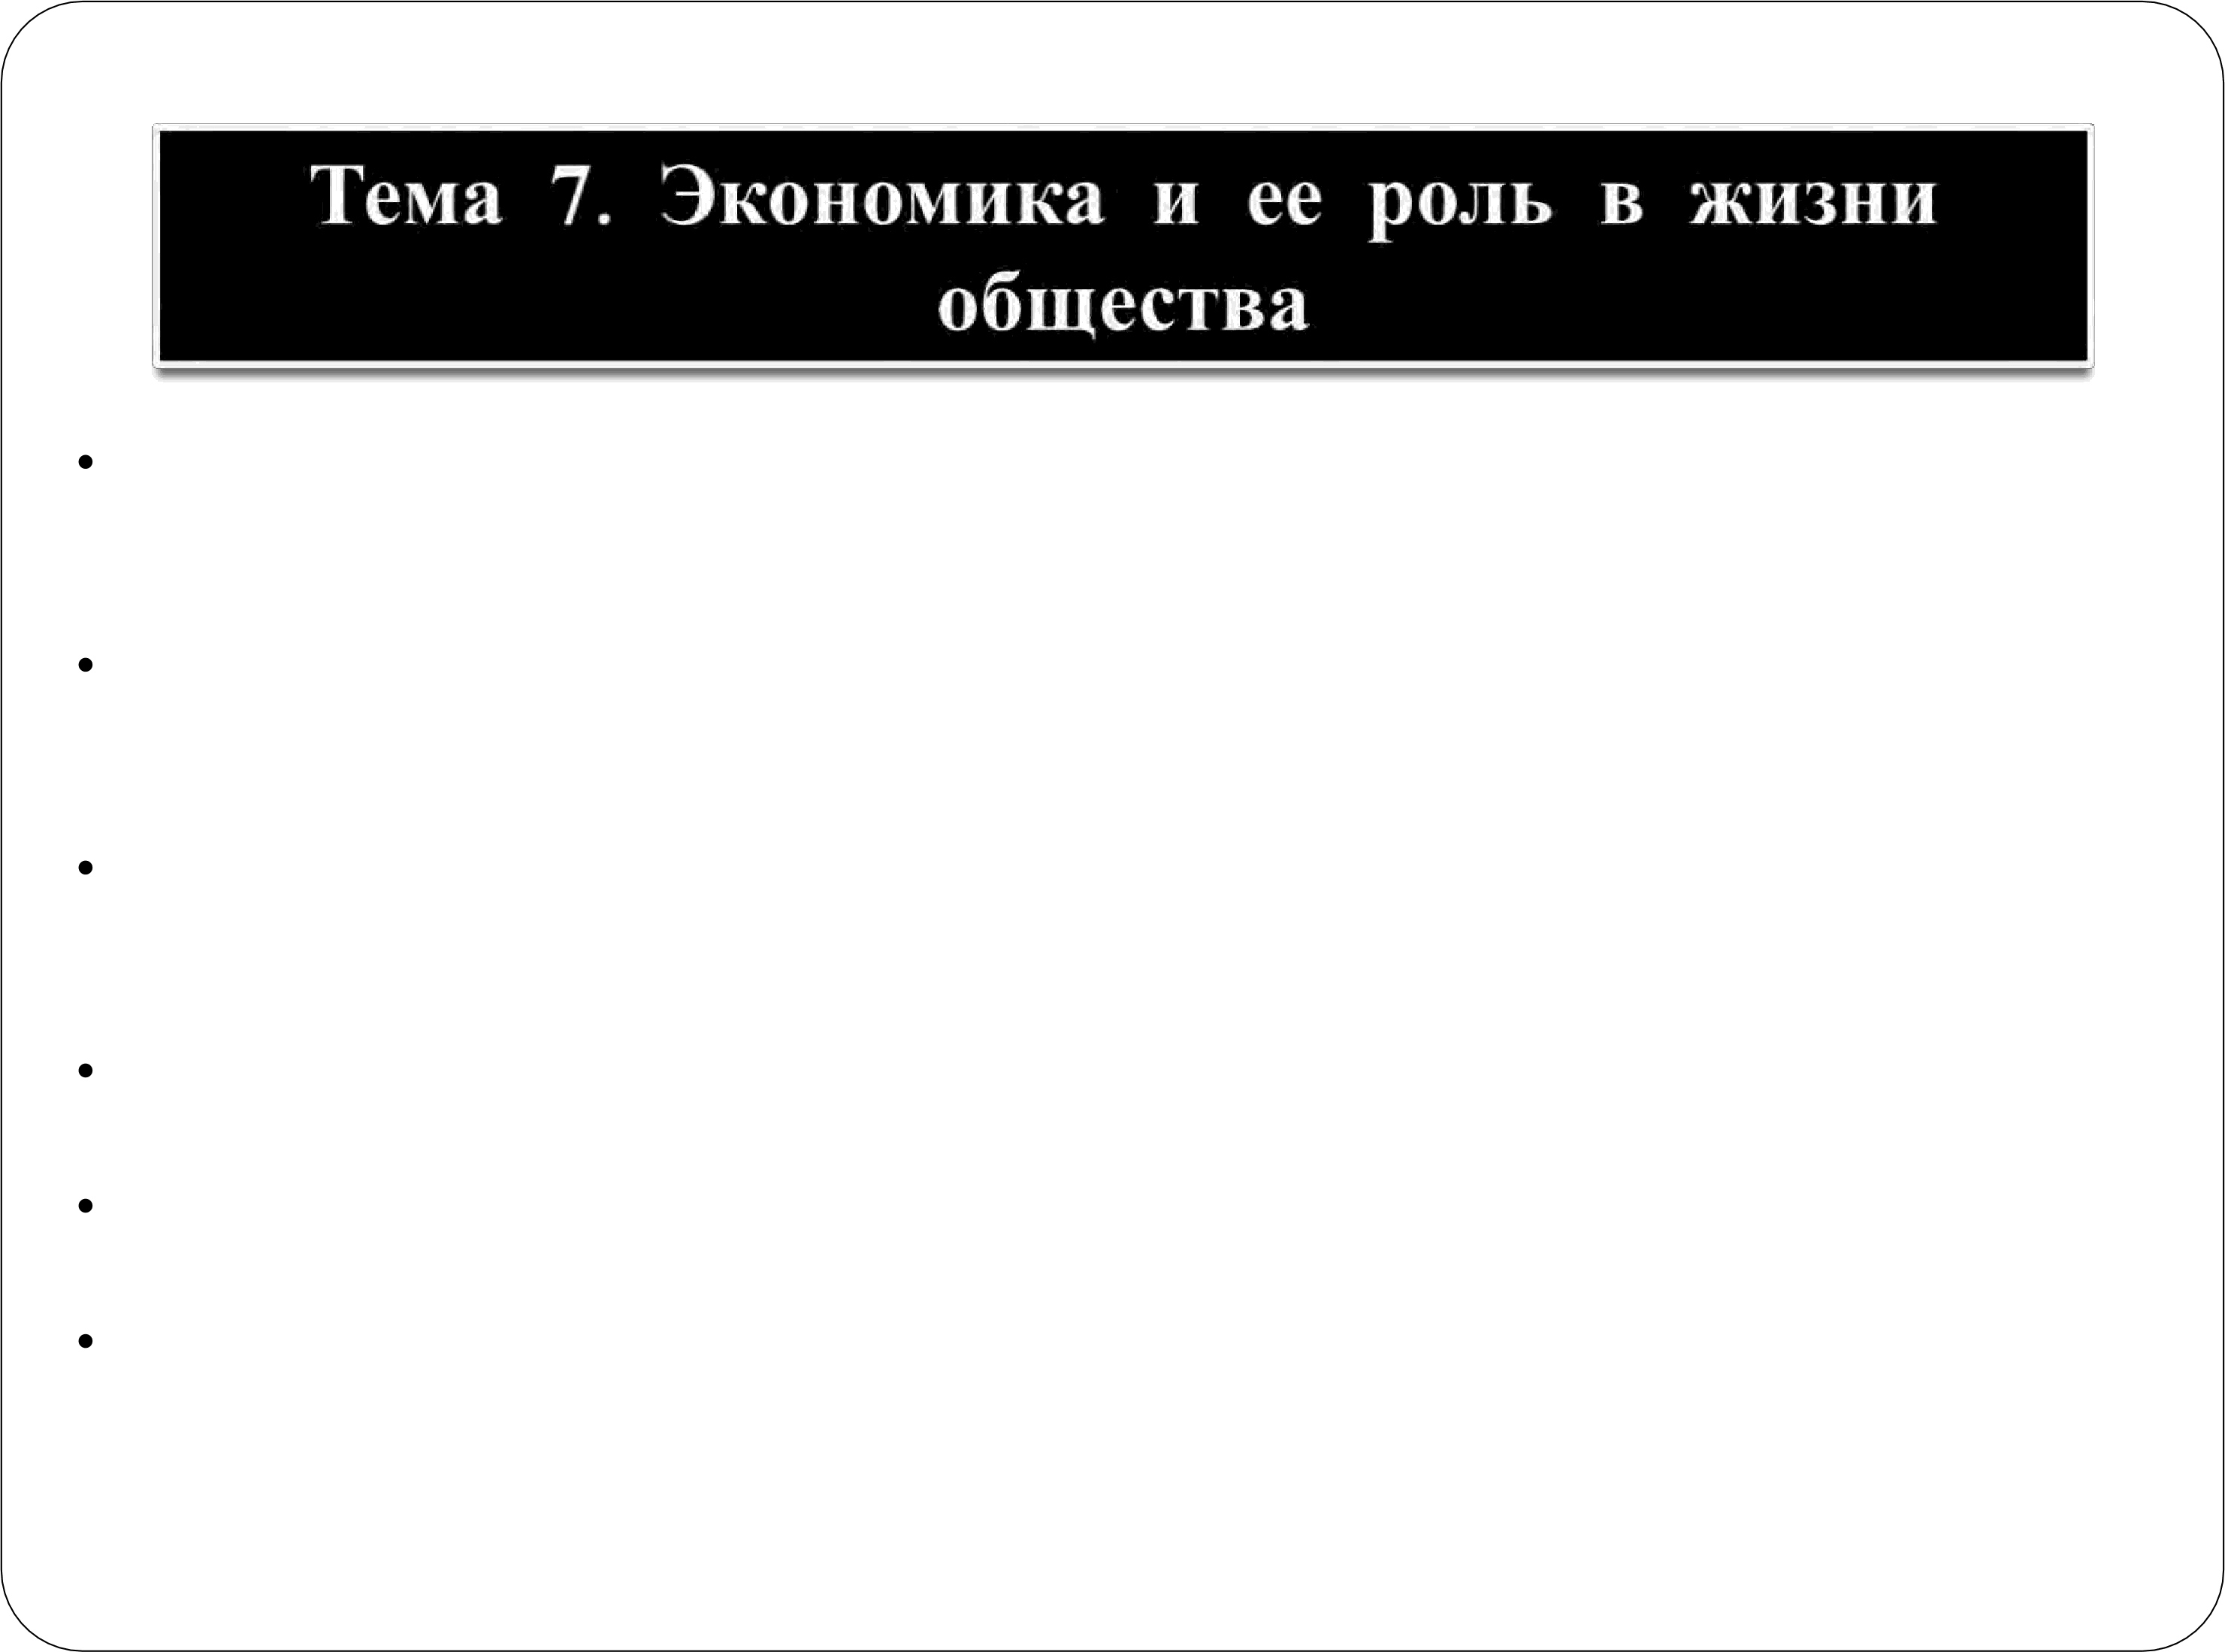 Тема 7. Экономика и ее роль в жизни
общества